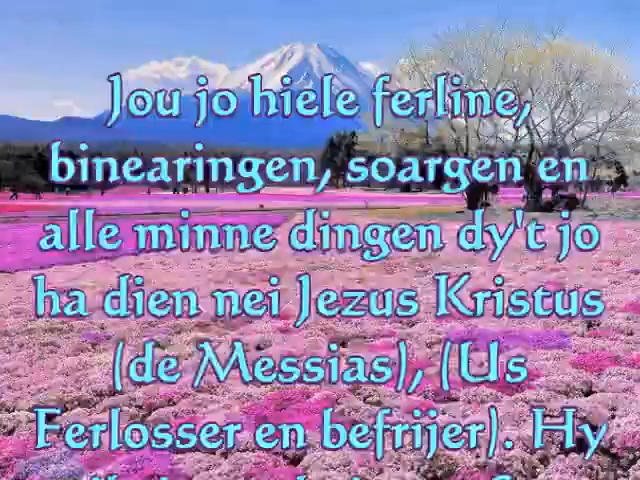 Jou jo hiele ferline,
binearingen, soargen en
alle minne dingen dy't jo
ha dien nei Jezus Kristus
(de Messias), (Us
Ferlosser en befrijer). Hy